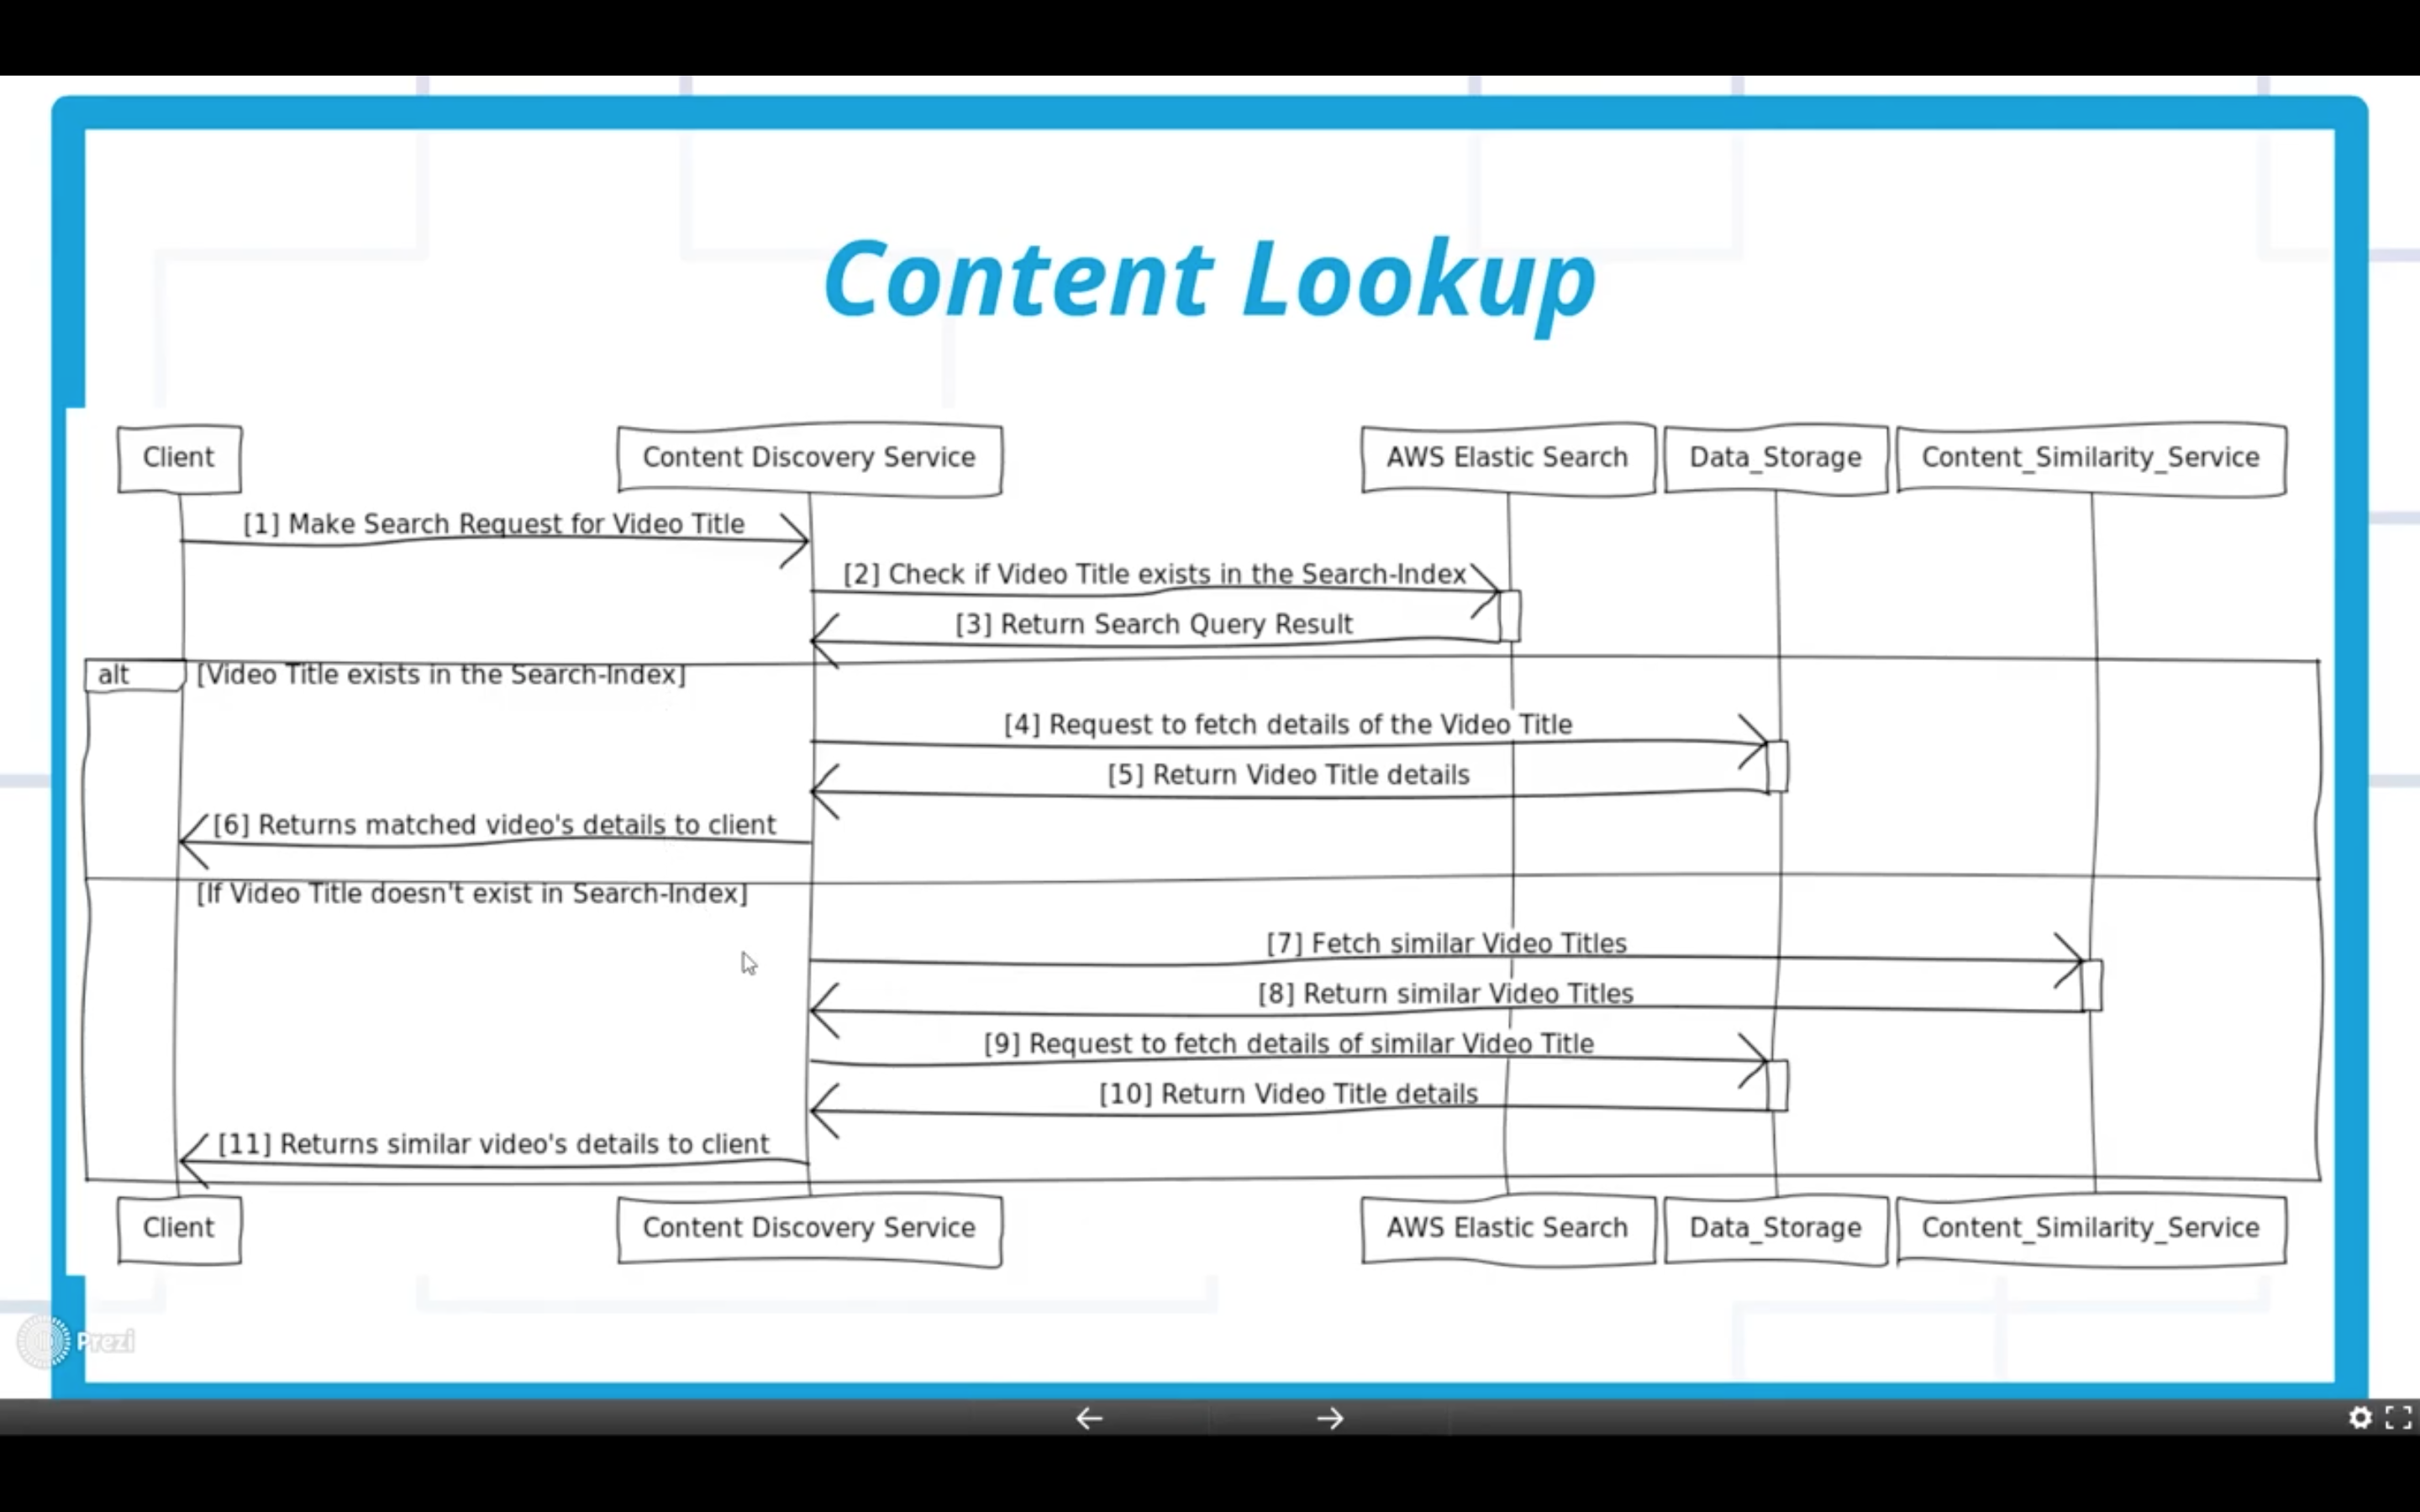 Content Lookup
Client
Content Discovery Service
AWS Elastic Search
Data_Storage
Content_Similarity_Service
[1] Make Search Request for Video Title
[2] Check if Video Title exists in the Search-Index
[3] Return Search Query Result
alt
[Video Title exists in the Search-Index]
[4] Request to fetch details of the Video Title
[5] Return Video Title details
[6] Returns matched video's details to client
[If Video Title doesn't exist in Search-Index]
[7] Fetch similar Video Titles
[8] Return similar Video Titles
[9] Request to fetch details of similar Video Title
[10] Return Video Title details
[11] Returns similar video's details to client
Client
Content Discovery Service
AWS Elastic Search
Data_Storage
Content_Similarity_Service
Prezi